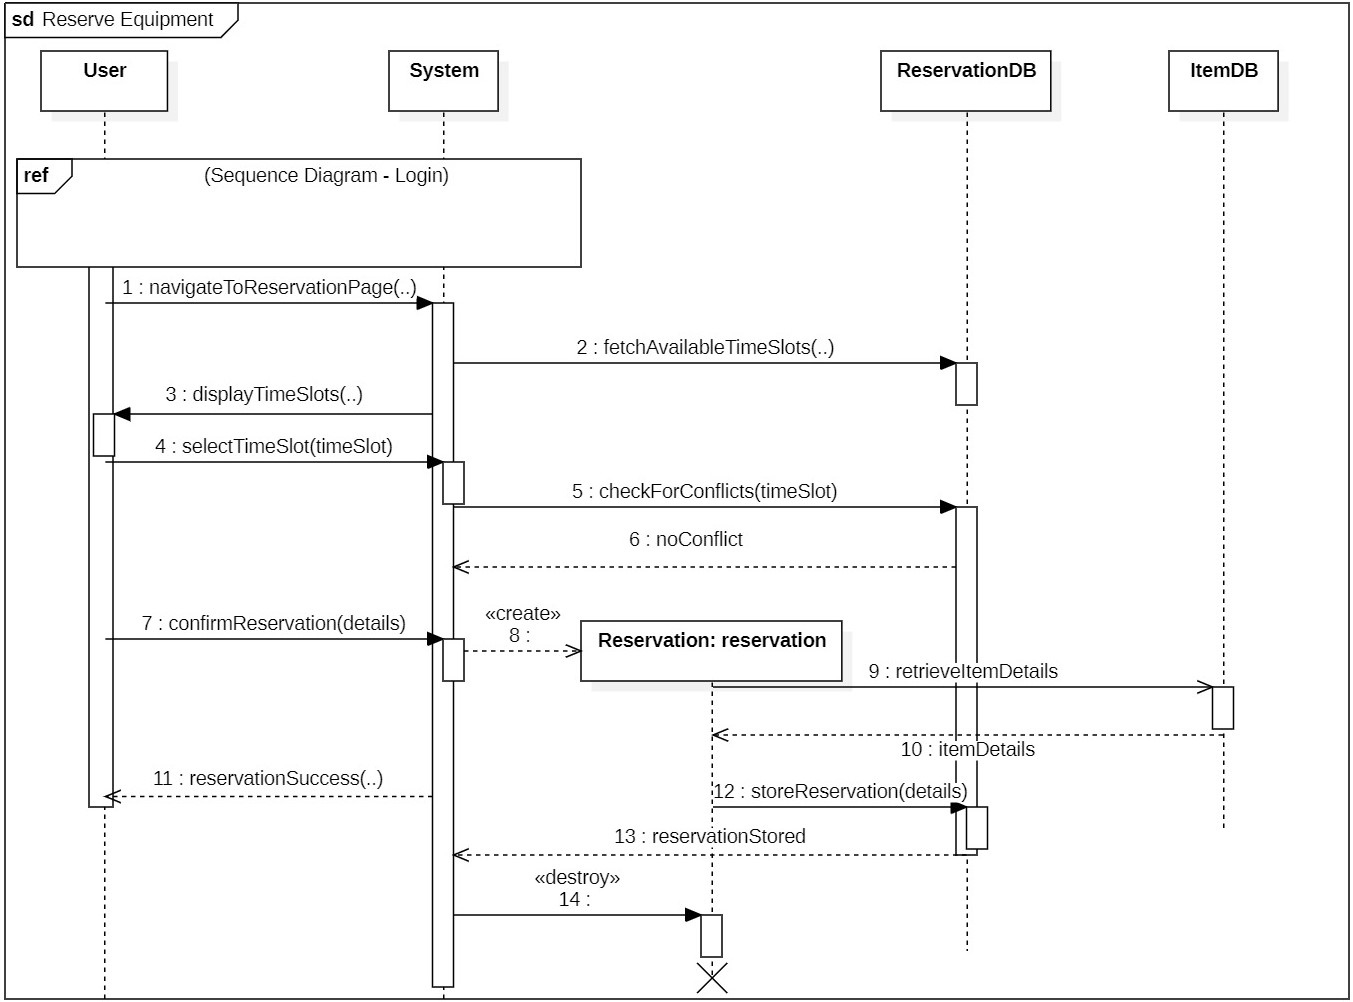 sd Reserve Equipment
User
System
ReservationDB
ItemDB
ref
(Sequence Diagram - Login)
1 : navigateToReservationPage(..)
2 : fetchAvailableTimeSlots(..)
3 : displayTimeSlots(..)
4 : selectTimeSlot(timeSlot)
5 : checkForConflicts(timeSlot)
6 : noConflict
7 : confirmReservation(details)
«create»
8 :
Reservation: reservation
9 : retrieveItemDetails
10 : itemDetails
11 : reservationSuccess(..)
12 : storeReservation(details)
13 : reservationStored
«destroy»
14 :